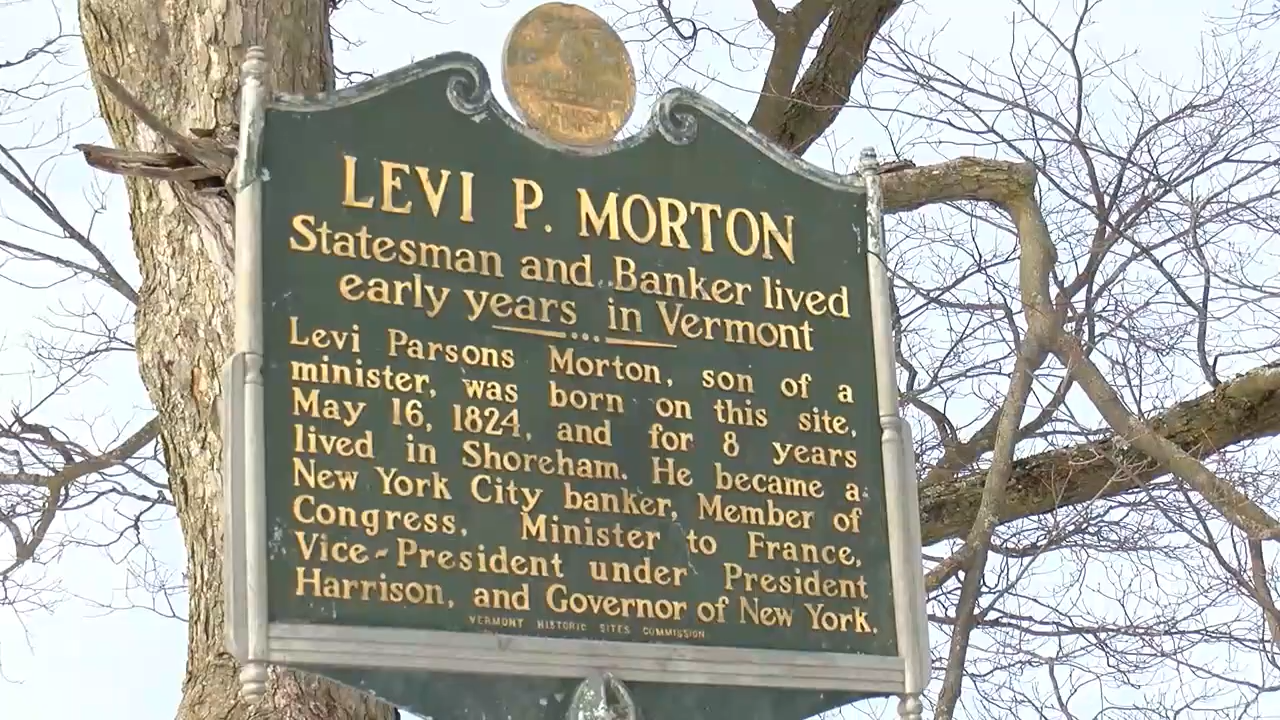 LEVI P. MORTON
Statesman and Banker lived
early years in Vermont
Levi Parsons Morton, son of a
minister, was born on this site,
May 16, 1824, and for 8 years
lived in Shoreham. He became a
New York City banker, Member of
Congress, Minister to France,
Vice-President under President
Harrison, and Governor of New York.
VERMONT HISTORIC SITES COMMISSION